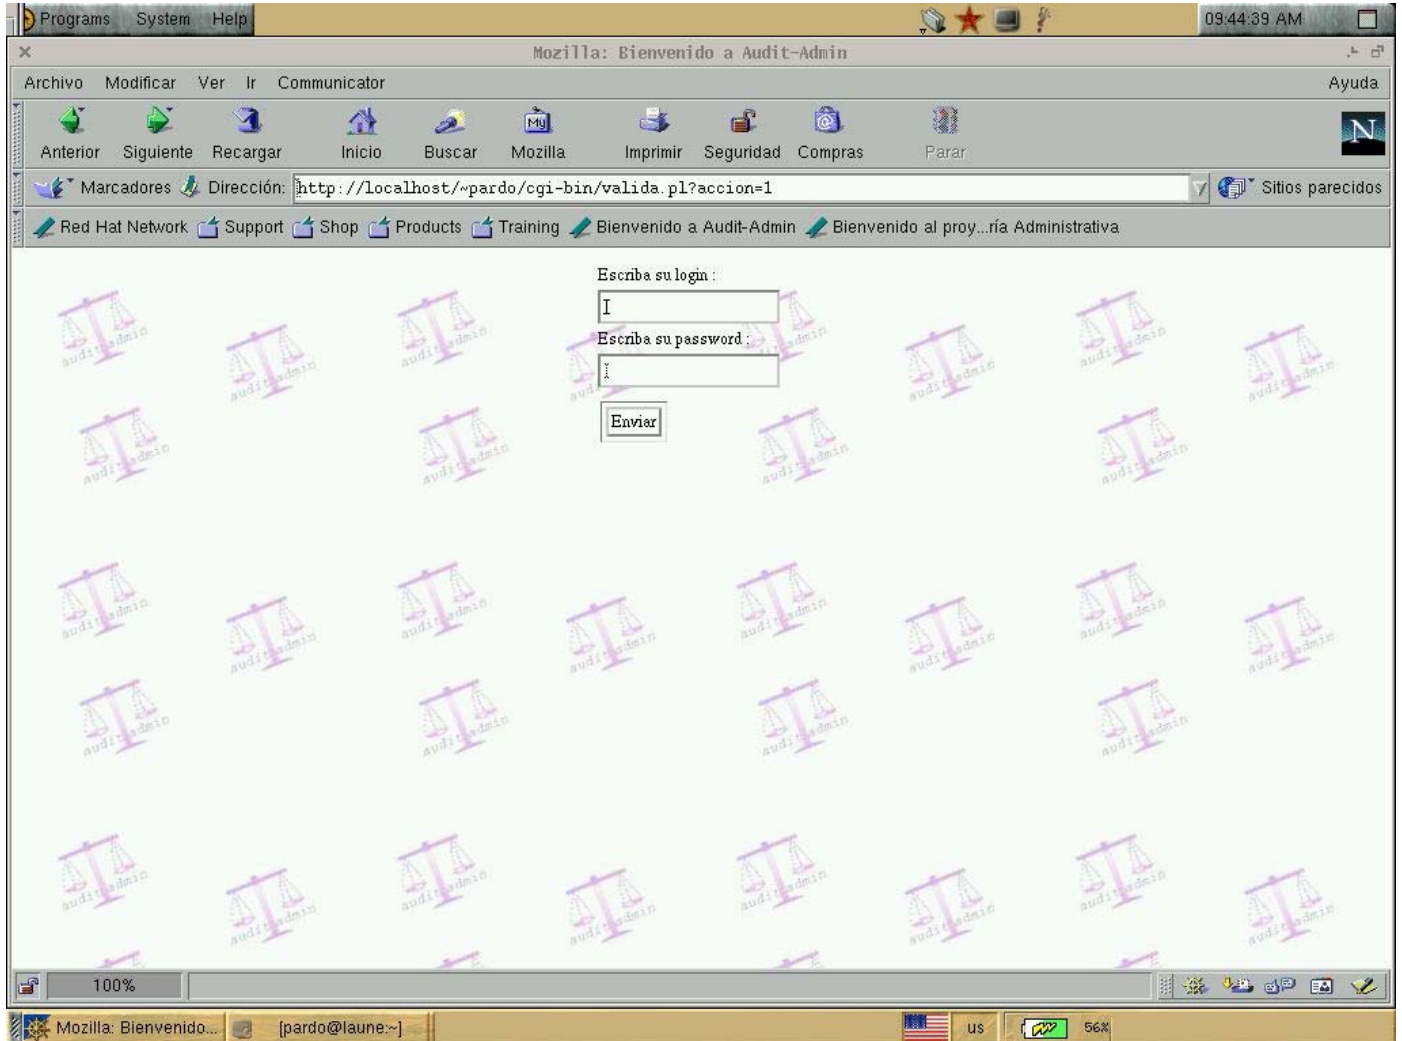 Programs System Help 09:44:39 AM
Mozilla: Bienvenido a Audit-Admin
Archivo Modificar Ver Ir Communicator Ayuda
My N
Anterior Siguiente Recargar Inicio Buscar Mozilla Imprimir Seguridad Compras Parar
Marcadores Dirección: http://localhost/~pardo/cgi-bin/valida.pl?accion=1 Sitios parecidos
Red Hat Network Support Shop Products Training Bienvenido a Audit-Admin Bienvenido al proy...ría Administrativa
Escriba su login :
Escriba su password :
Enviar
audit admin
100%
Mozilla: Bienvenido... [pardo@laune:~] us 56%